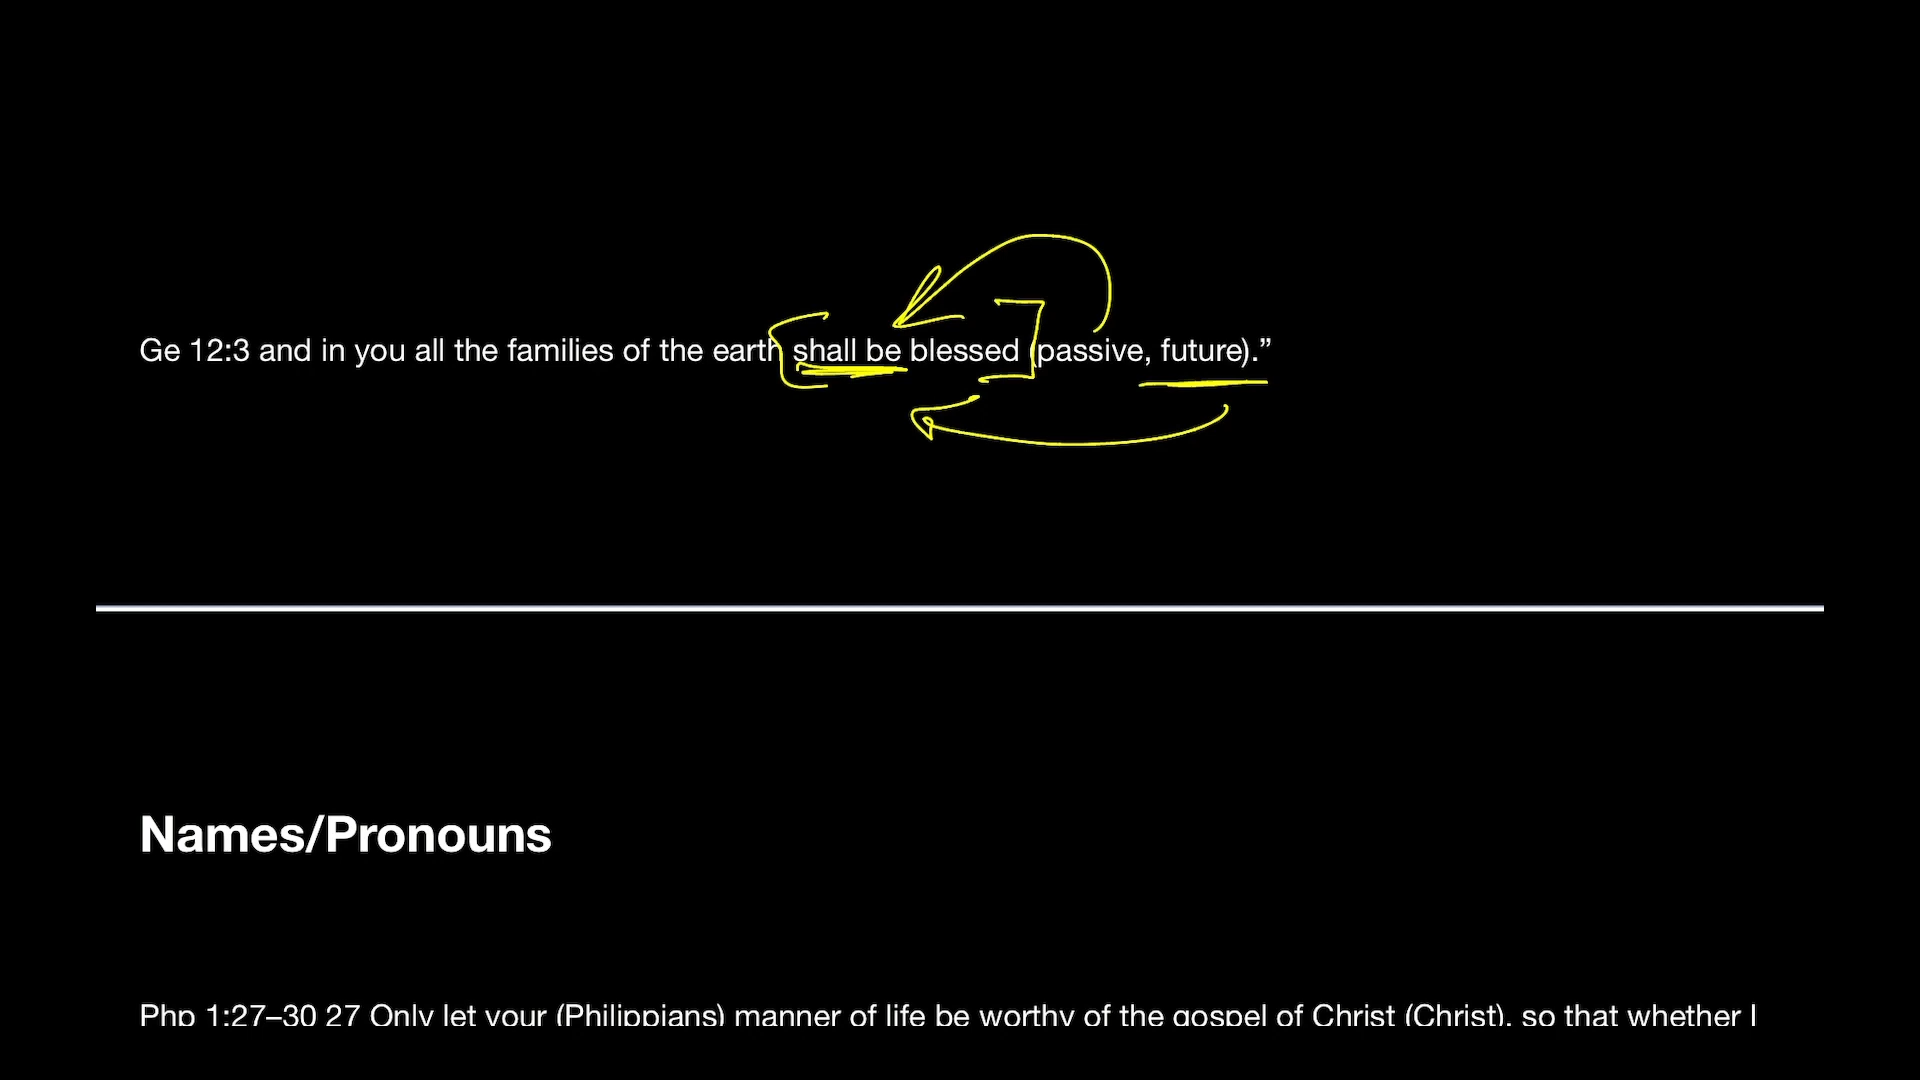 Ge 12:3 and in you all the families of the earth shall be blessed (passive, future).”
Names/Pronouns
Php 1:27–30 27 Only let your (Philippians) manner of life be worthy of the gospel of Christ (Christ), so that whether I